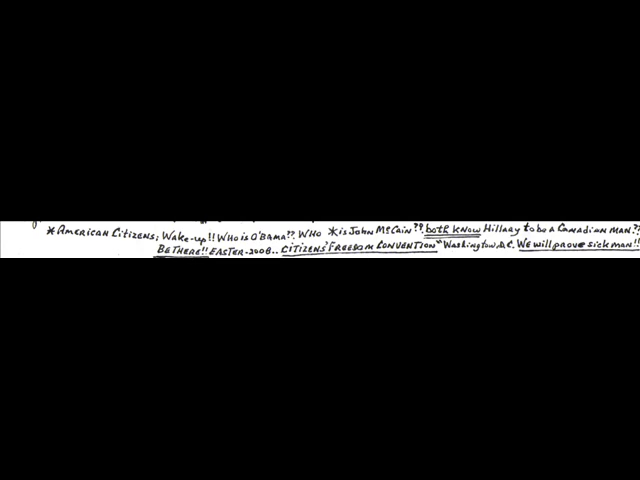 *AMERICAN CITIZENS; WAKE-UP!! WHO is O'BAMA?? WHO *is JOHN McCAIN??, both KNOW Hillary to be A CANADIAN MAN.??
BE THERE!! EASTER-2008.. CITIZENS' FREEDOM CONVENTION" Washington, D.C. WE will prove sick man!!